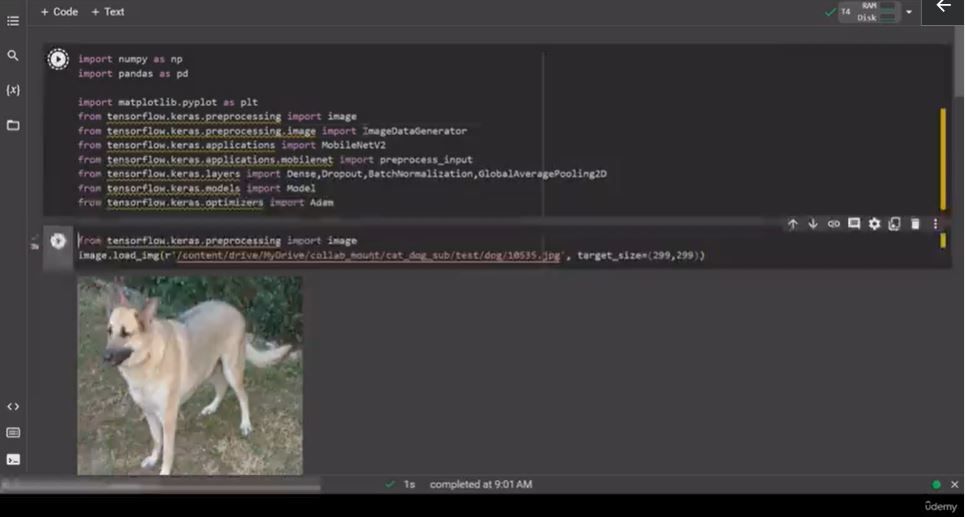 + Code + Text
T4 RAM
Disk
import numpy as np
import pandas as pd
import matplotlib.pyplot as plt
from tensorflow.keras.preprocessing import image
from tensorflow.keras.preprocessing.image import ImageDataGenerator
from tensorflow.keras.applications import MobileNetV2
from tensorflow.keras.applications.mobilenet import preprocess_input
from tensorflow.keras.layers import Dense,Dropout,BatchNormalization,GlobalAveragePooling2D
from tensorflow.keras.models import Model
from tensorflow.keras.optimizers import Adam
from tensorflow.keras.preprocessing import image
image.load_img(r'/content/drive/MyDrive/collab_mount/cat_dog_sub/test/dog/10535.jpg', target_size=(299,299))
1s completed at 9:01 AM
ûdemy